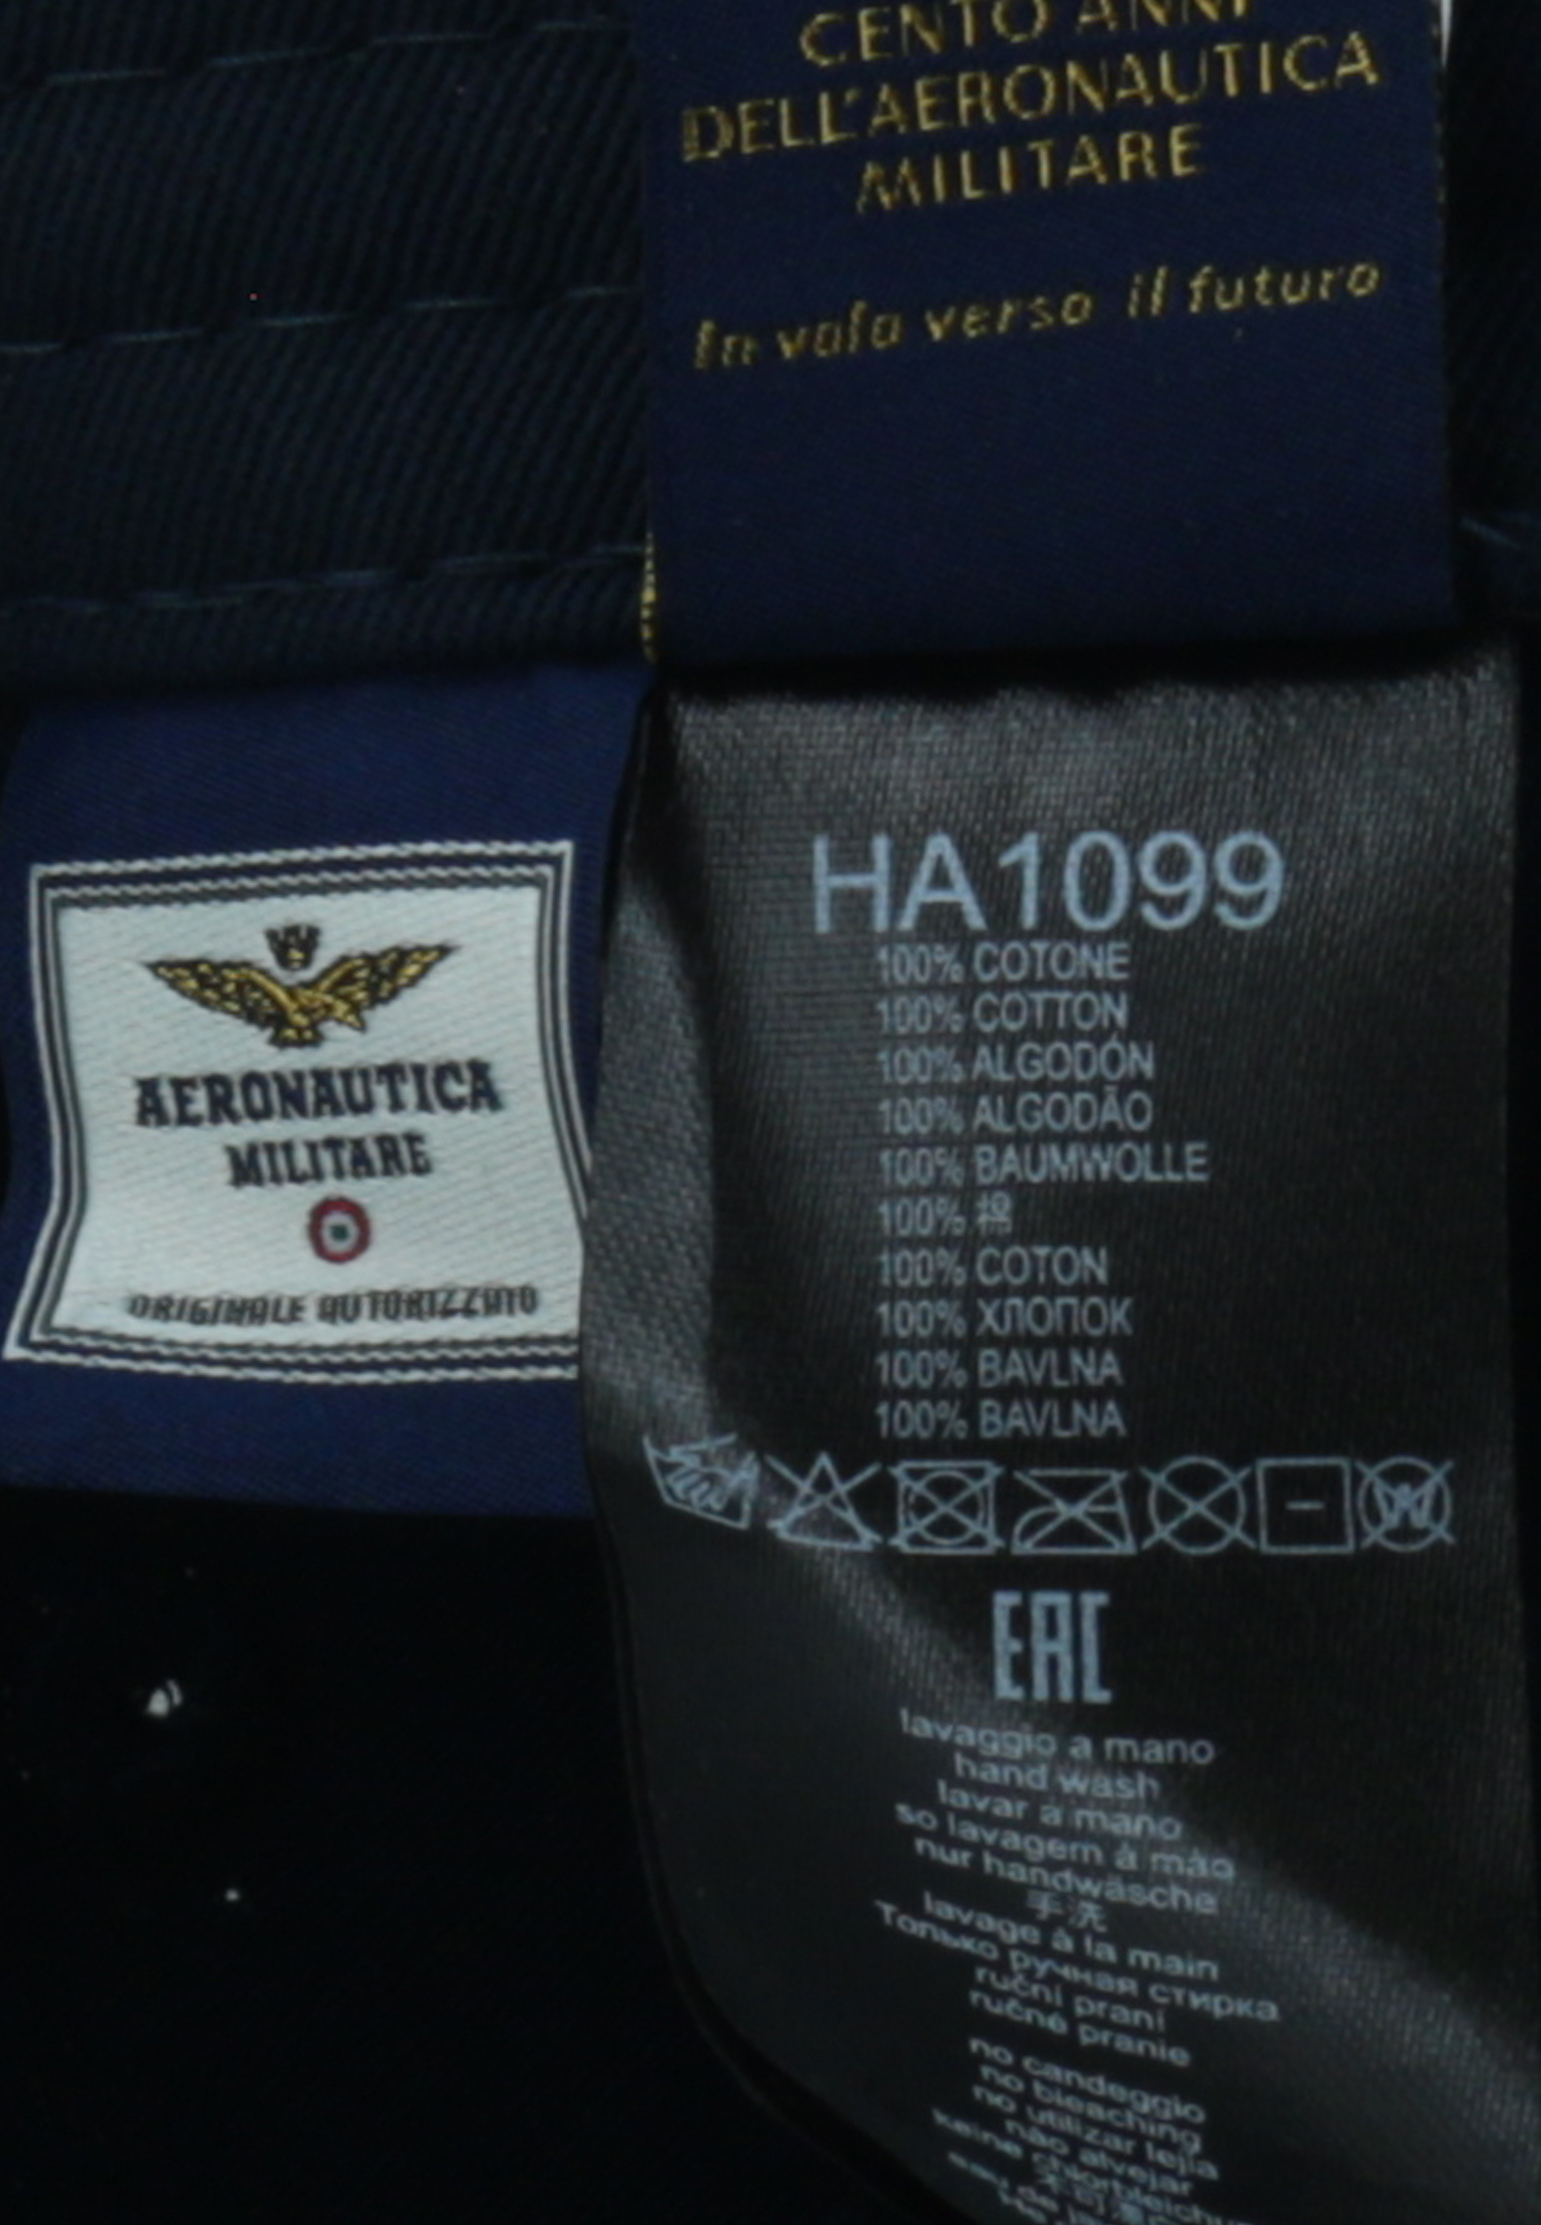 CENTO ANNI
DELL'AERONAUTICA
MILITARE
In volo verso il futuro
AERONAUTICA
MILITARE
ORIGINALE AUTORIZZATO
HA1099
100% COTONE
100% COTTON
100% ALGODÓN
100% ALGODÃO
100% BAUMWOLLE
100% 棉
100% COTON
100% ХЛОПОК
100% BAVLNA
100% BAVLNA
W
EAC
lavaggio a mano
hand wash
lavar a mano
so lavagem à mão
nur handwäsche
手洗
lavage à la main
Только ручная стирка
ruční praní
ručné pranie
no candeggio
no bleaching
no utilizar lejía
não alvejar
keine